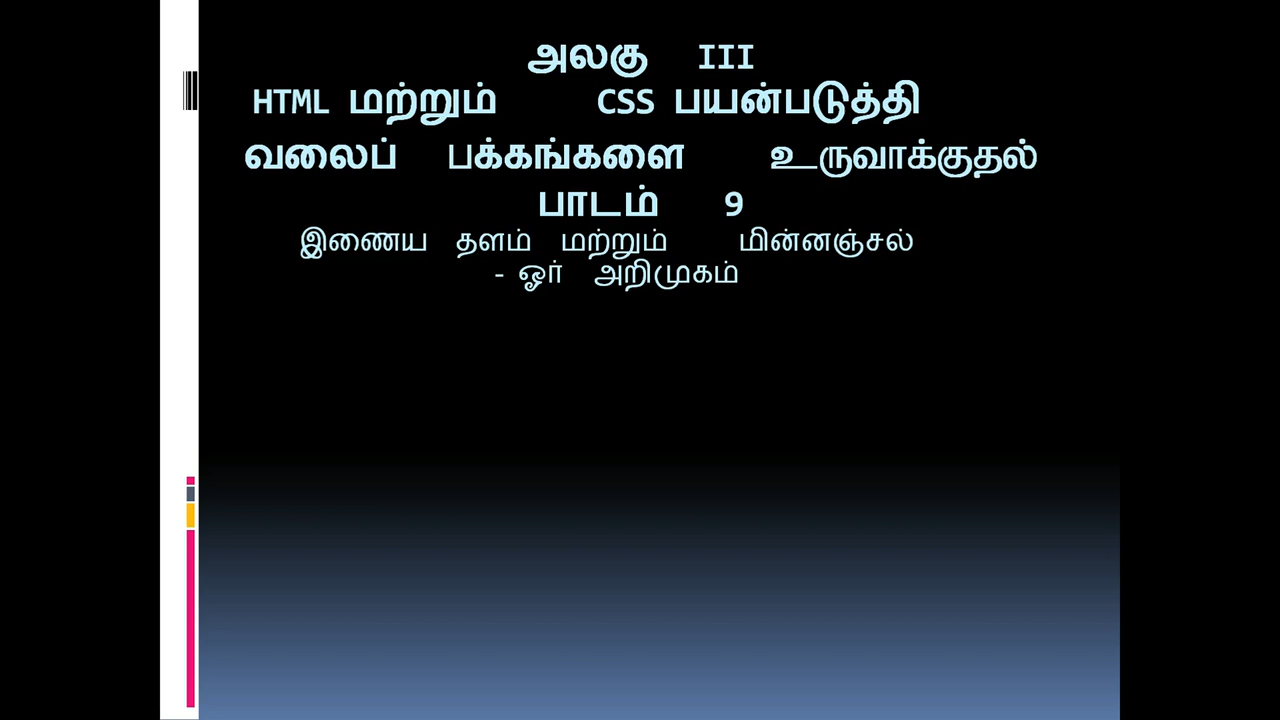 அலகு III
HTML மற்றும் CSS பயன்படுத்தி
வலைப் பக்கங்களை உருவாக்குதல்
பாடம் 9
இணைய தளம் மற்றும் மின்னஞ்சல்
- ஓர் அறிமுகம்